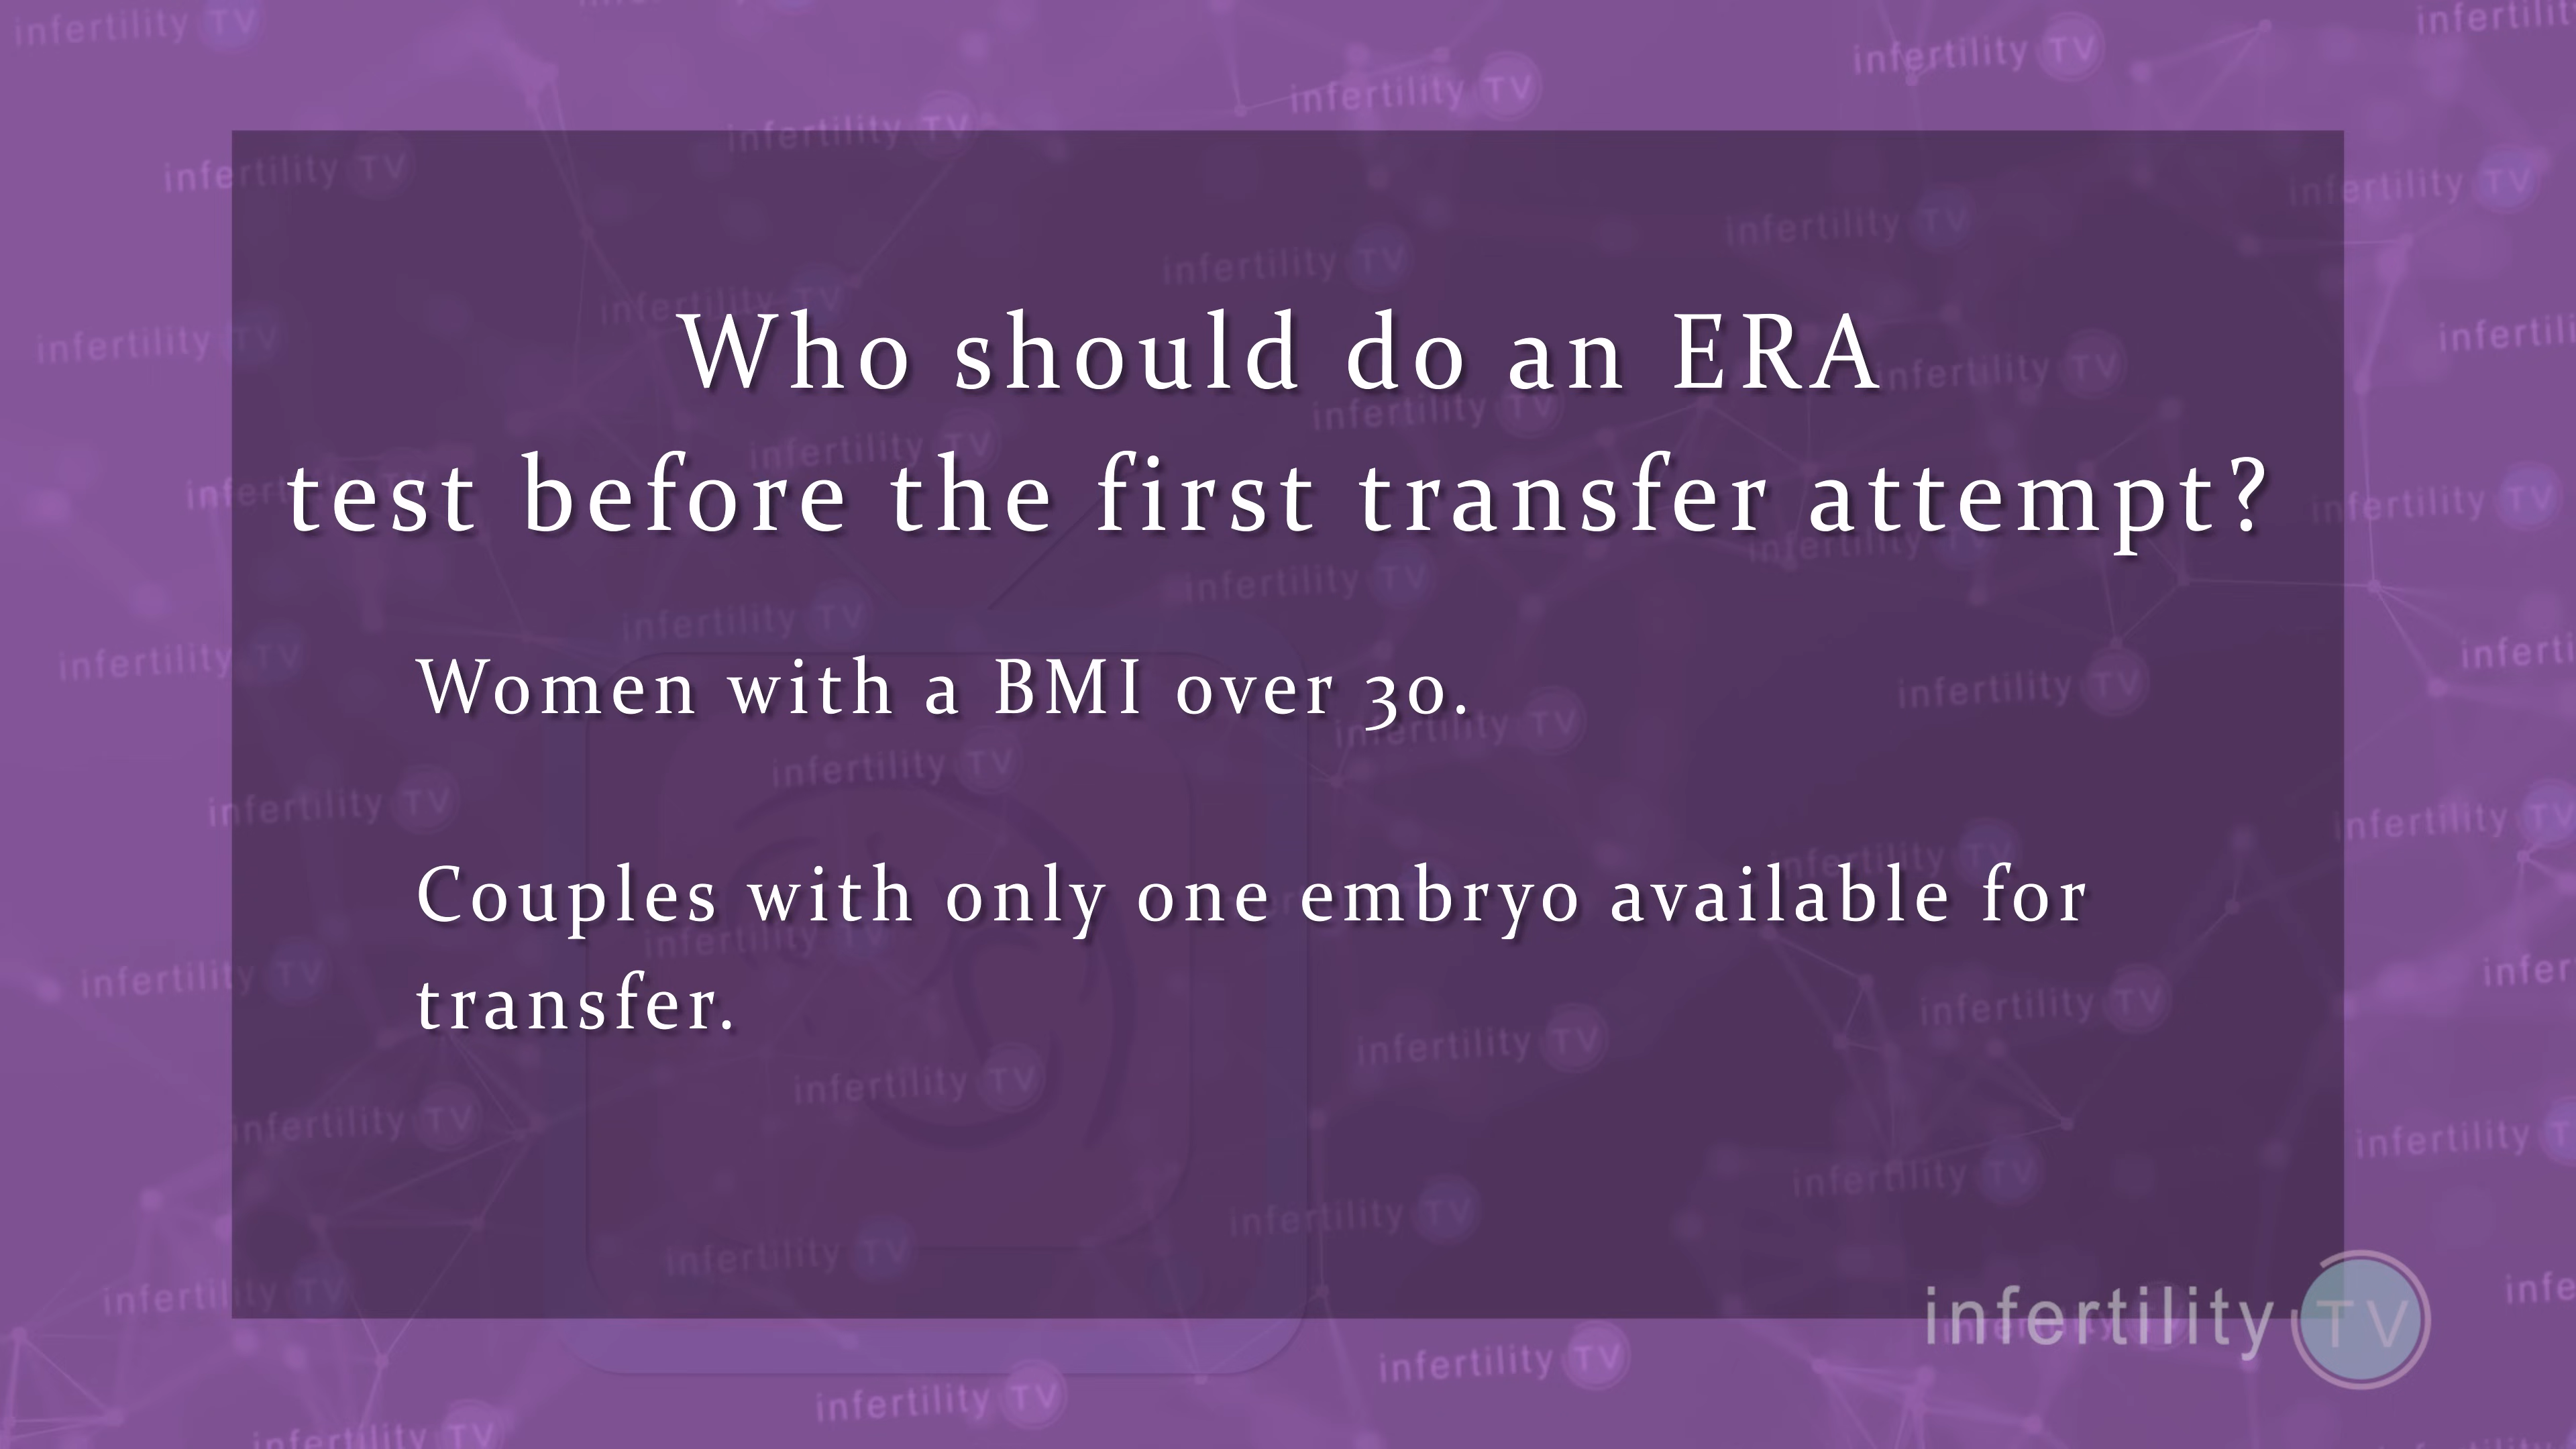 Who should do an ERA
test before the first transfer attempt?
Women with a BMI over 30.
Couples with only one embryo available for
transfer.
infertility TV